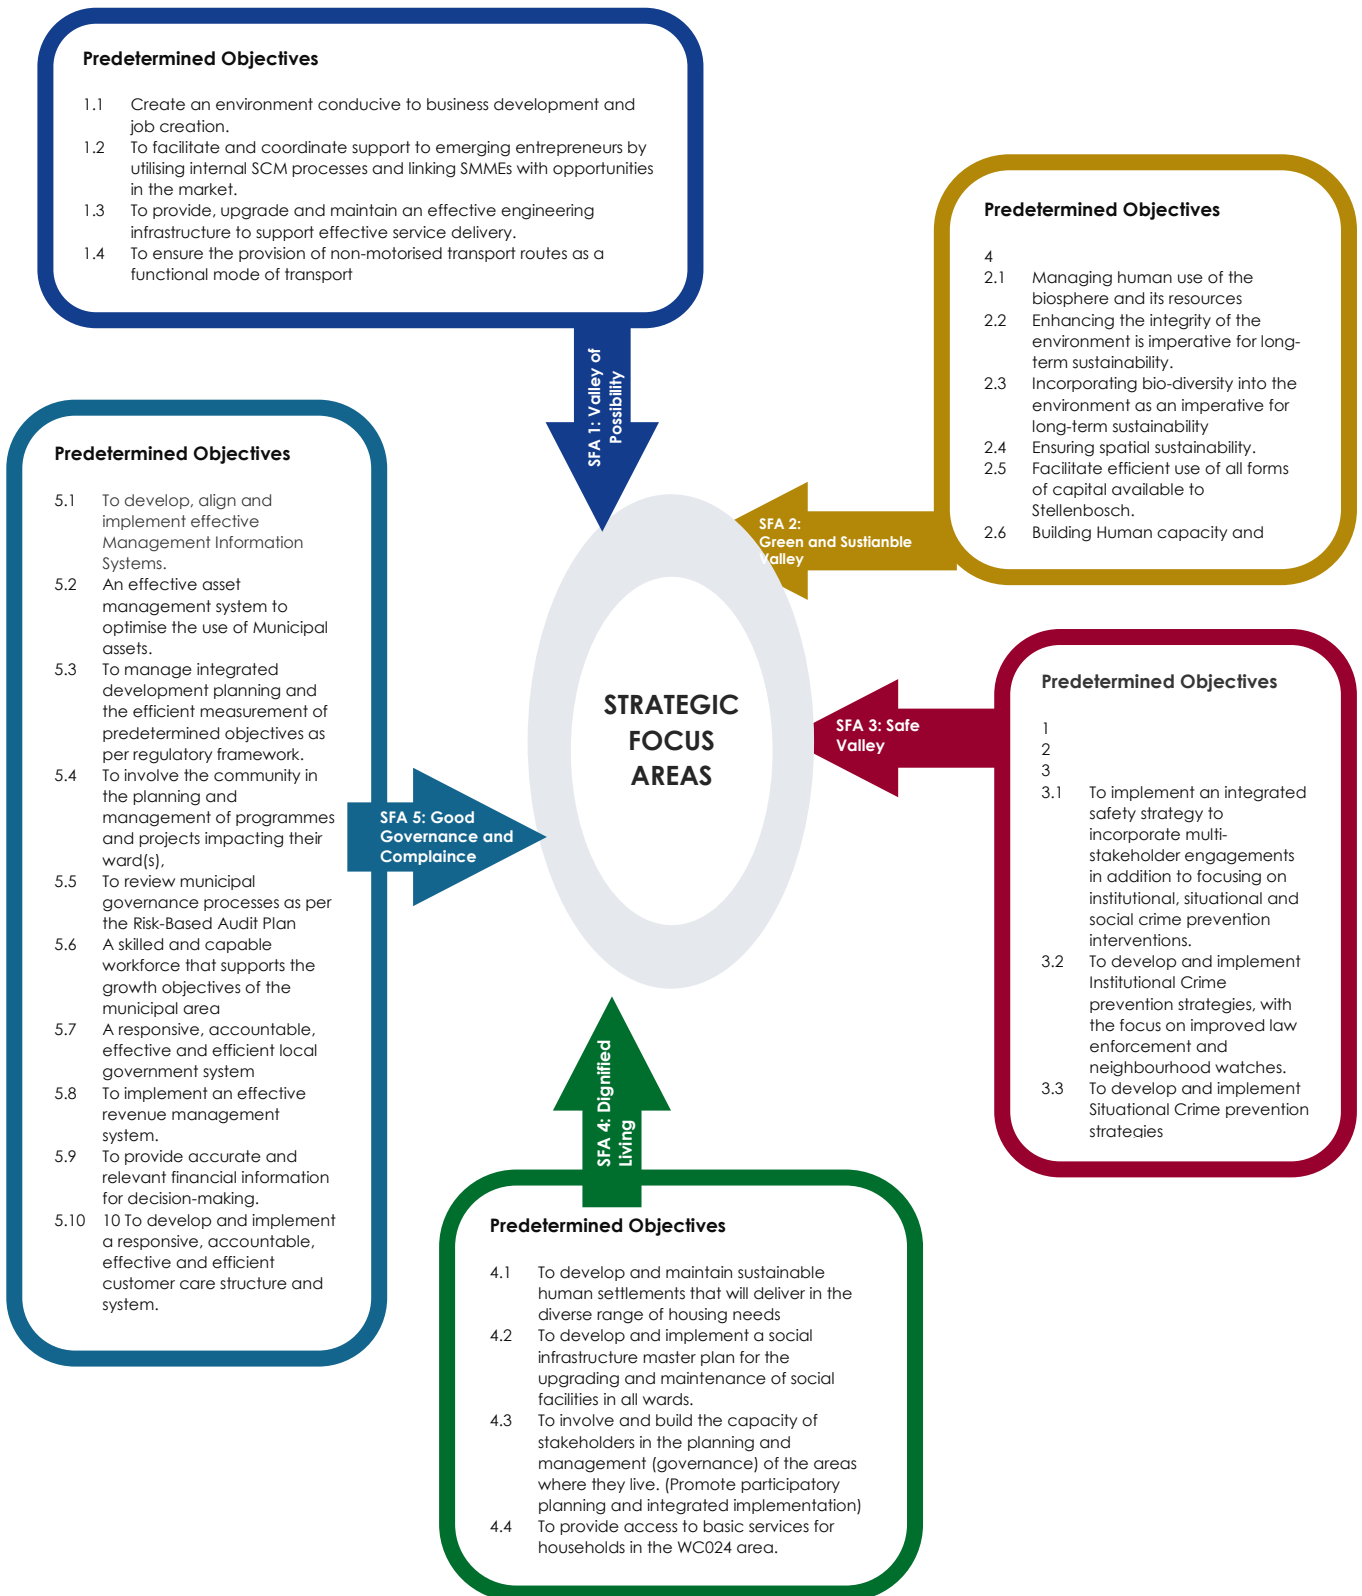 Predetermined Objectives
1.1 Create an environment conducive to business development and
job creation.
1.2 To facilitate and coordinate support to emerging entrepreneurs by
utilising internal SCM processes and linking SMMEs with opportunities
in the market.
1.3 To provide, upgrade and maintain an effective engineering
infrastructure to support effective service delivery.
1.4 To ensure the provision of non-motorised transport routes as a
functional mode of transport
SFA 1: Valley of
Possibility
Predetermined Objectives
4
2.1 Managing human use of the
biosphere and its resources
2.2 Enhancing the integrity of the
environment is imperative for long-
term sustainability.
2.3 Incorporating bio-diversity into the
environment as an imperative for
long-term sustainability
2.4 Ensuring spatial sustainability.
2.5 Facilitate efficient use of all forms
of capital available to
Stellenbosch.
2.6 Building Human capacity and
SFA 2:
Green and Sustianble
Valley
Predetermined Objectives
1
2
3
3.1 To implement an integrated
safety strategy to
incorporate multi-
stakeholder engagements
in addition to focusing on
institutional, situational and
social crime prevention
interventions.
3.2 To develop and implement
Institutional Crime
prevention strategies, with
the focus on improved law
enforcement and
neighbourhood watches.
3.3 To develop and implement
Situational Crime prevention
strategies
SFA 3: Safe
Valley
STRATEGIC
FOCUS
AREAS
Predetermined Objectives
5.1 To develop, align and
implement effective
Management Information
Systems.
5.2 An effective asset
management system to
optimise the use of Municipal
assets.
5.3 To manage integrated
development planning and
the efficient measurement of
predetermined objectives as
per regulatory framework.
5.4 To involve the community in
the planning and
management of programmes
and projects impacting their
ward(s),
5.5 To review municipal
governance processes as per
the Risk-Based Audit Plan
5.6 A skilled and capable
workforce that supports the
growth objectives of the
municipal area
5.7 A responsive, accountable,
effective and efficient local
government system
5.8 To implement an effective
revenue management
system.
5.9 To provide accurate and
relevant financial information
for decision-making.
5.10 10 To develop and implement
a responsive, accountable,
effective and efficient
customer care structure and
system.
SFA 5: Good
Governance and
Complaince
SFA 4: Dignified
Living
Predetermined Objectives
4.1 To develop and maintain sustainable
human settlements that will deliver in the
diverse range of housing needs
4.2 To develop and implement a social
infrastructure master plan for the
upgrading and maintenance of social
facilities in all wards.
4.3 To involve and build the capacity of
stakeholders in the planning and
management (governance) of the areas
where they live. (Promote participatory
planning and integrated implementation)
4.4 To provide access to basic services for
households in the WC024 area.